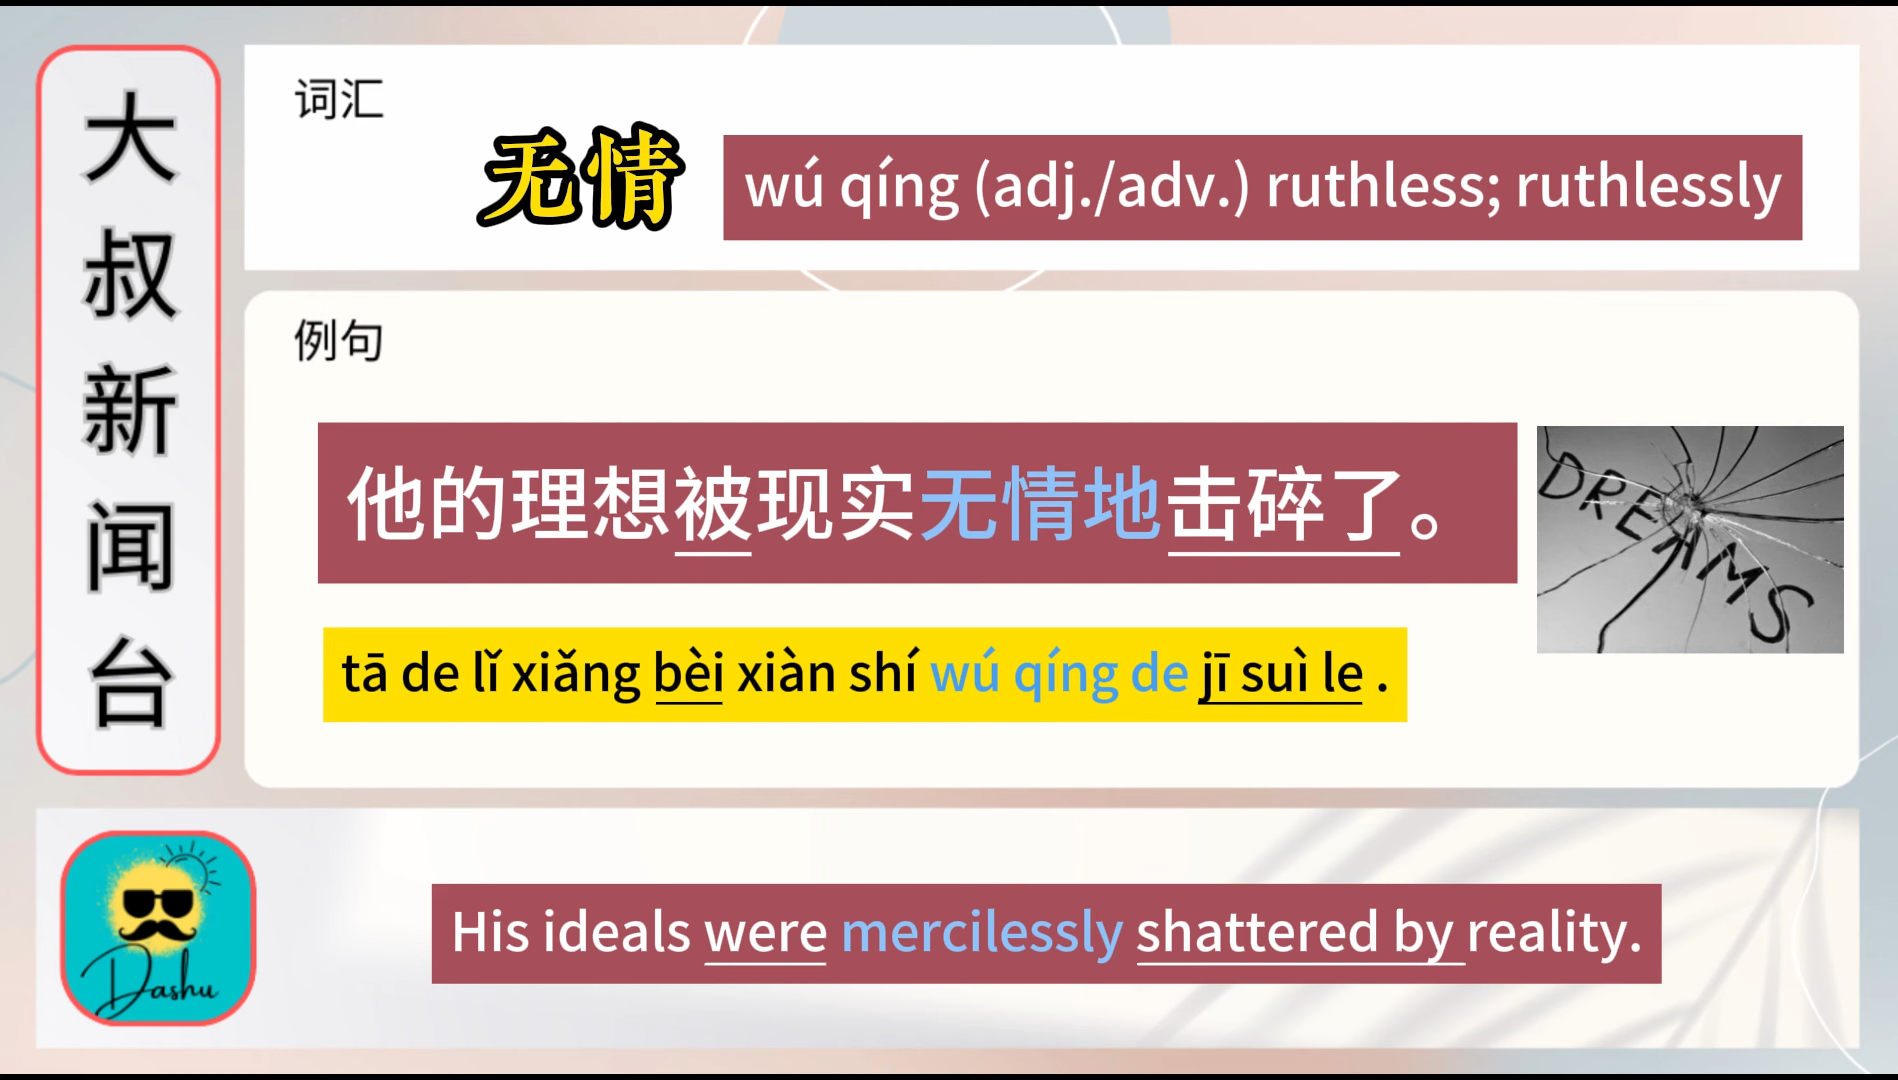 大叔新闻台
词汇
无情 wú qíng (adj./adv.) ruthless; ruthlessly
例句
他的理想被现实无情地击碎了。
DREAMS
tā de lǐ xiǎng bèi xiàn shí wú qíng de jī suì le .
Dashu
His ideals were mercilessly shattered by reality.